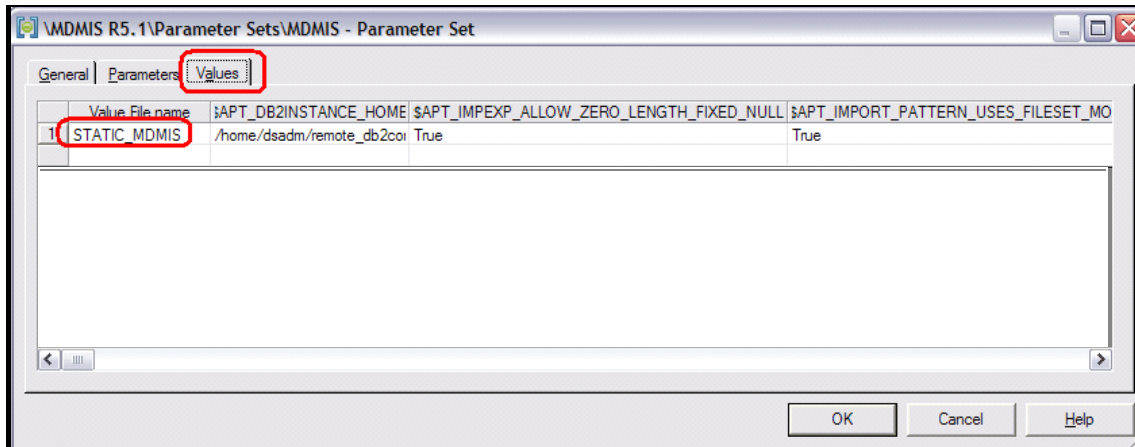 \MDMIS R5.1\Parameter Sets\MDMIS - Parameter Set
General Parameters Values
Value File name $APT_DB2INSTANCE_HOME $APT_IMPEXP_ALLOW_ZERO_LENGTH_FIXED_NULL $APT_IMPORT_PATTERN_USES_FILESET_MO
1 STATIC_MDMIS /home/dsadm/remote_db2con True True
OK Cancel Help